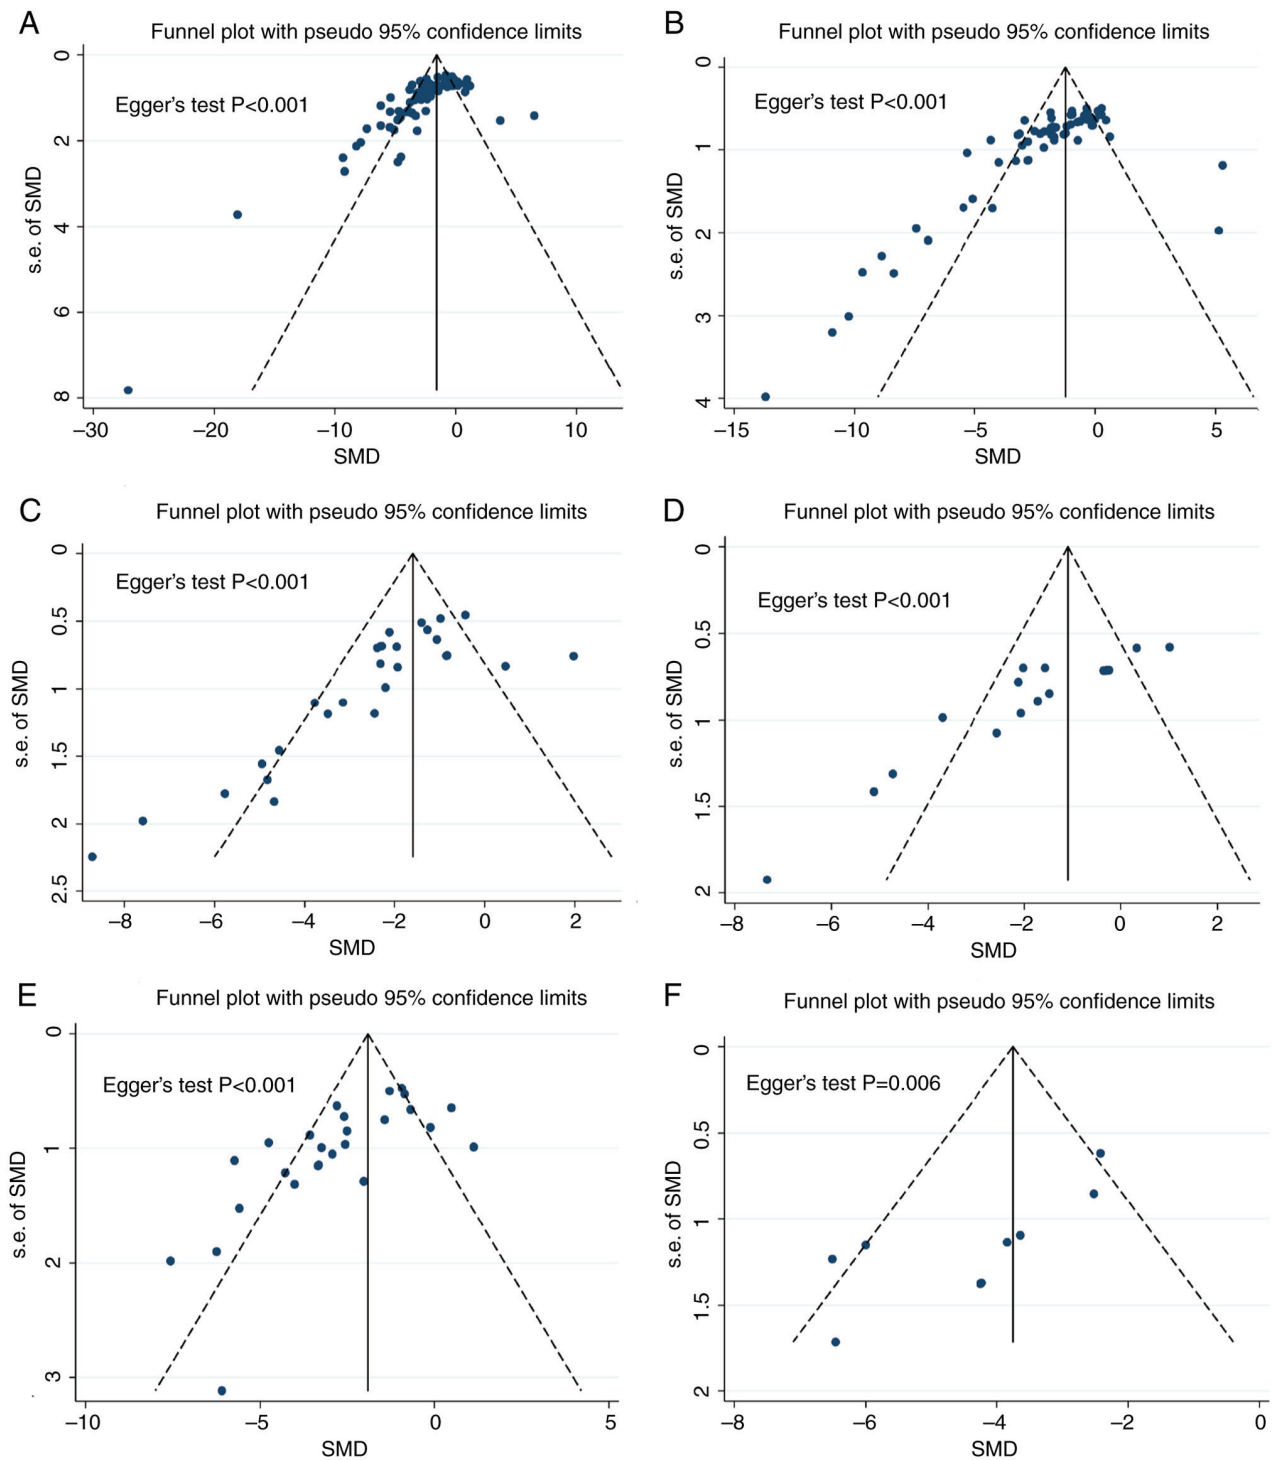 A
Funnel plot with pseudo 95% confidence limits
Egger's test P<0.001
0
2
4
6
8
s.e. of SMD
−30 −20 −10 0 10
SMD
B
Funnel plot with pseudo 95% confidence limits
Egger's test P<0.001
0
1
2
3
4
s.e. of SMD
−15 −10 −5 0 5
SMD
C
Funnel plot with pseudo 95% confidence limits
Egger's test P<0.001
0
0.5
1
1.5
2
2.5
s.e. of SMD
−8 −6 −4 −2 0 2
SMD
D
Funnel plot with pseudo 95% confidence limits
Egger's test P<0.001
0
0.5
1
1.5
2
s.e. of SMD
−8 −6 −4 −2 0 2
SMD
E
Funnel plot with pseudo 95% confidence limits
Egger's test P<0.001
0
1
2
3
s.e. of SMD
−10 −5 0 5
SMD
F
Funnel plot with pseudo 95% confidence limits
Egger's test P=0.006
0
0.5
1
1.5
2
s.e. of SMD
−8 −6 −4 −2 0
SMD